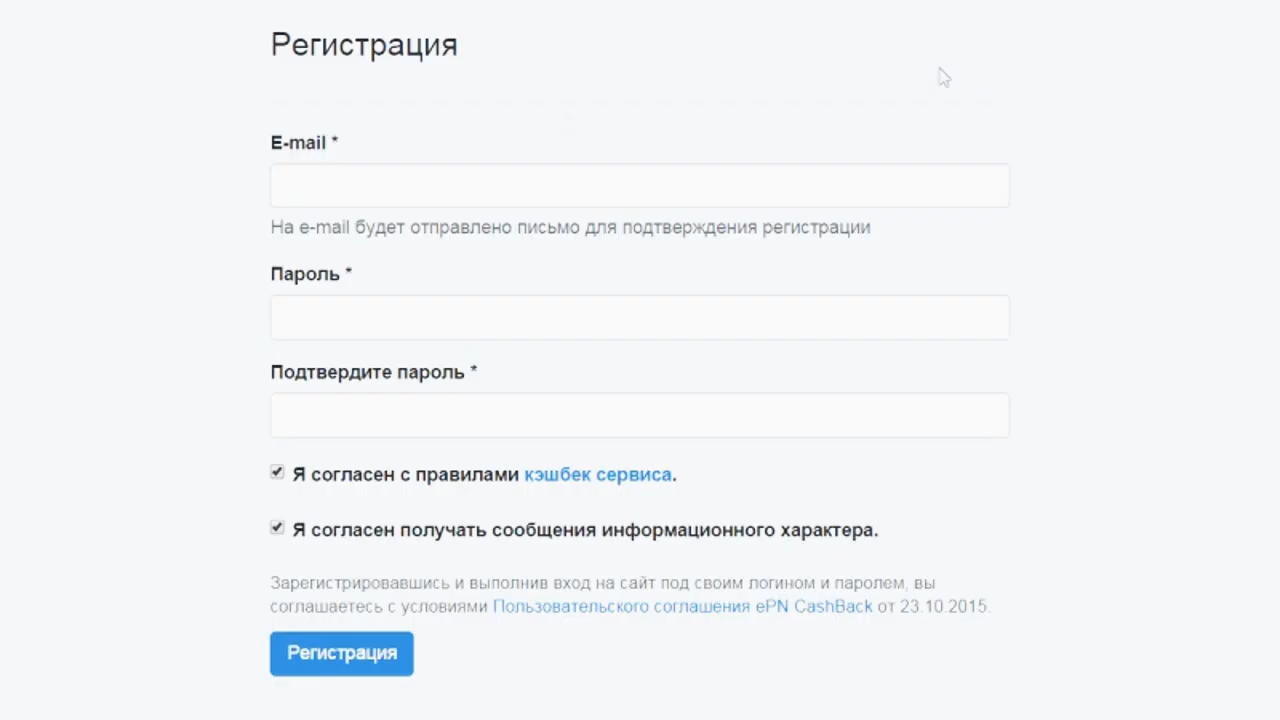 Регистрация
E-mail *
На e-mail будет отправлено письмо для подтверждения регистрации
Пароль *
Подтвердите пароль *
Я согласен с правилами кэшбек сервиса.
Я согласен получать сообщения информационного характера.
Зарегистрировавшись и выполнив вход на сайт под своим логином и паролем, вы
соглашаетесь с условиями Пользовательского соглашения ePN CashBack от 23.10.2015.
Регистрация